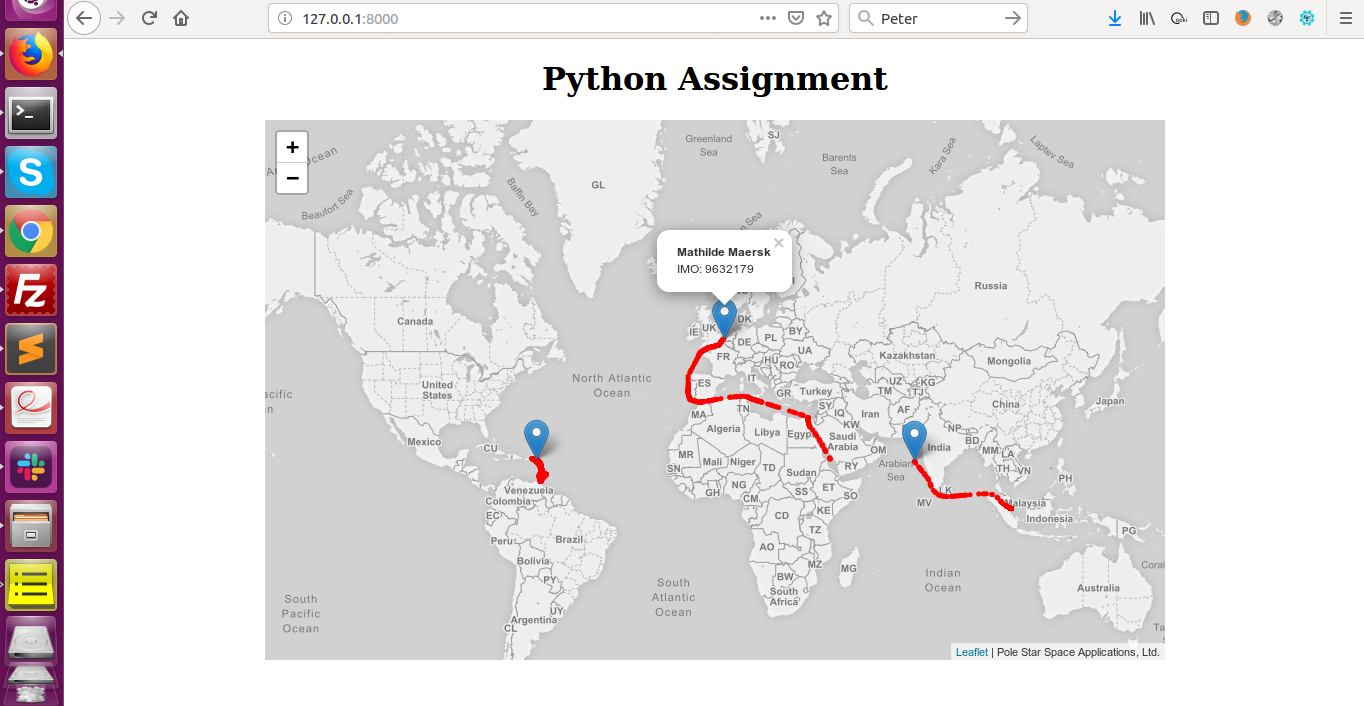 127.0.0.1:8000
Peter
Python Assignment
+
−
Ocean
Beaufort Sea
Baffin Bay
GL
Greenland
Sea
SJ
Barents
Sea
Kara Sea
Laptev Sea
Sea
Mathilde Maersk
×
IMO: 9632179
Russia
Canada
IE
UK
DK
DE
PL
BY
FR
UA
HU
RO
Kazakhstan
Mongolia
United
States
North Atlantic
Ocean
ES
IT
GR
Turkey
UZ
KG
TM
TJ
China
Japan
acific
n
Mexico
CU
MA
TN
SY
IQ
Iran
AF
Algeria
Libya
Egypt
KW
Saudi
Arabia
OM
NP
BD
India
MM
LA
MR
Mali
Niger
TD
Sudan
RY
Arabian
Sea
TH
VN
PH
SN
Venezuela
Colombia
GH
NG
CM
SS
ET
SO
MV
LK
Malaysia
Indonesia
EC
CD
KE
TZ
PG
Peru
Brazil
AO
Bolivia
MZ
MG
PY
BW
South
Africa
South
Atlantic
Ocean
Indian
Ocean
Coral
Australia
South
Pacific
Ocean
UY
Argentina
CL
Ta
Leaflet | Pole Star Space Applications, Ltd.